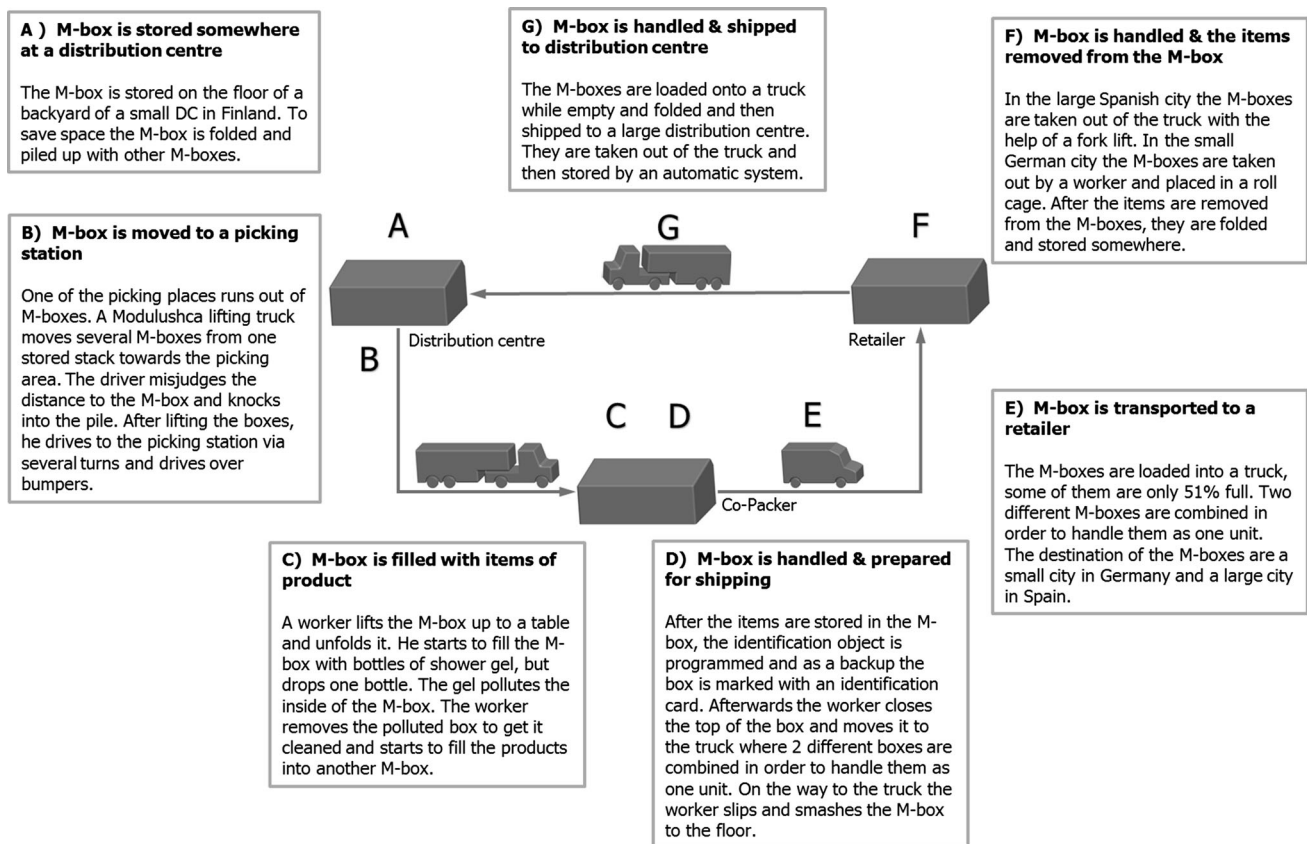 A )  M-box is stored somewhere
at a distribution centre
The M-box is stored on the floor of a
backyard of a small DC in Finland. To
save space the M-box is folded and
piled up with other M-boxes.
G)  M-box is handled & shipped
to distribution centre
The M-boxes are loaded onto a truck
while empty and folded and then
shipped to a large distribution centre.
They are taken out of the truck and
then stored by an automatic system.
F)  M-box is handled & the items
removed from the M-box
In the large Spanish city the M-boxes
are taken out of the truck with the
help of a fork lift. In the small
German city the M-boxes are taken
out by a worker and placed in a roll
cage. After the items are removed
from the M-boxes, they are folded
and stored somewhere.
B)  M-box is moved to a picking
station
One of the picking places runs out of
M-boxes. A Modulushca lifting truck
moves several M-boxes from one
stored stack towards the picking
area. The driver misjudges the
distance to the M-box and knocks
into the pile. After lifting the boxes,
he drives to the picking station via
several turns and drives over
bumpers.
A
G
F
Distribution centre
Retailer
B
C
D
E
Co-Packer
E)  M-box is transported to a
retailer
The M-boxes are loaded into a truck,
some of them are only 51% full. Two
different M-boxes are combined in
order to handle them as one unit.
The destination of the M-boxes are a
small city in Germany and a large city
in Spain.
C)  M-box is filled with items of
product
A worker lifts the M-box up to a table
and unfolds it. He starts to fill the M-
box with bottles of shower gel, but
drops one bottle. The gel pollutes the
inside of the M-box. The worker
removes the polluted box to get it
cleaned and starts to fill the products
into another M-box.
D)  M-box is handled & prepared
for shipping
After the items are stored in the M-
box, the identification object is
programmed and as a backup the
box is marked with an identification
card. Afterwards the worker closes
the top of the box and moves it to
the truck where 2 different boxes are
combined in order to handle them as
one unit. On the way to the truck the
worker slips and smashes the M-box
to the floor.